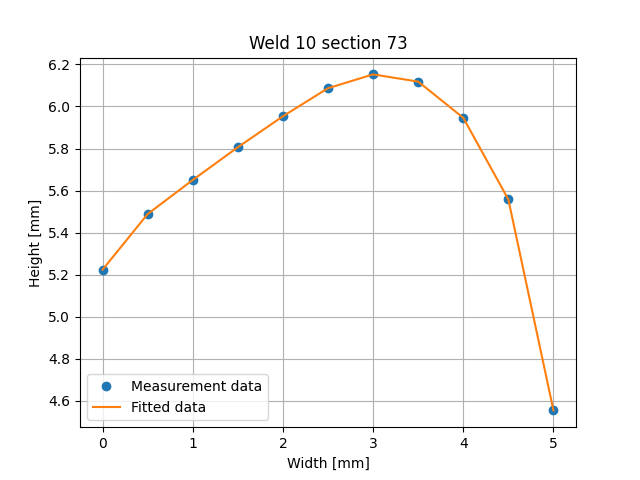 Weld 10 section 73
6.2
6.0
5.8
5.6
5.4
5.2
5.0
4.8
4.6
Height [mm]
Measurement data
Fitted data
0 1 2 3 4 5
Width [mm]